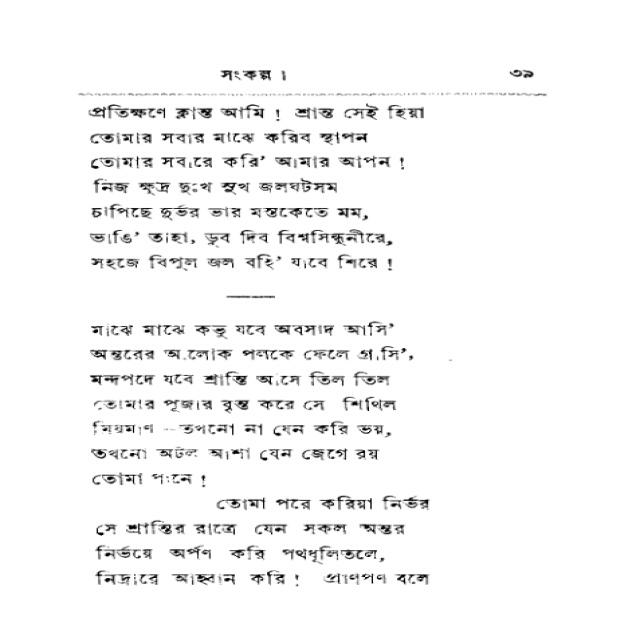 সংকল্প। ৩৯
প্রতিক্ষণে ক্লান্ত আমি! শ্রান্ত সেই হিয়া
তোমার সবার মাঝে করিব স্থাপন
তোমার সবারে করি' আমার আপন!
নিজ ক্ষুদ্র দুঃখ সুখ জলঘটসম
চাপিছে দুর্ভর ভার মস্তকেতে মম,
ভাঙি' তাহা, ডুব দিব বিশ্বসিন্ধুনীরে,
সহজে বিপুল জল বহি' যাবে শিরে!
মাঝে মাঝে কভু যবে অবসাদ আসি'
অন্তরের আলোক পলকে ফেলে গ্রাসি',
মন্দপদে যবে শ্রান্তি আসে তিল তিল
তোমার পূজার বৃন্ত করে সে শিথিল
ম্রিয়মাণ – তখনো না যেন করি ভয়,
তখনো অটল আশা যেন জেগে রয়
তোমা পানে!
তোমা পরে করিয়া নির্ভর
সে শ্রান্তির রাত্রে যেন সকল অন্তর
নির্ভয়ে অর্পণ করি পথধূলিতলে,
নিদ্রারে আহ্বান করি! প্রাণপণ বলে